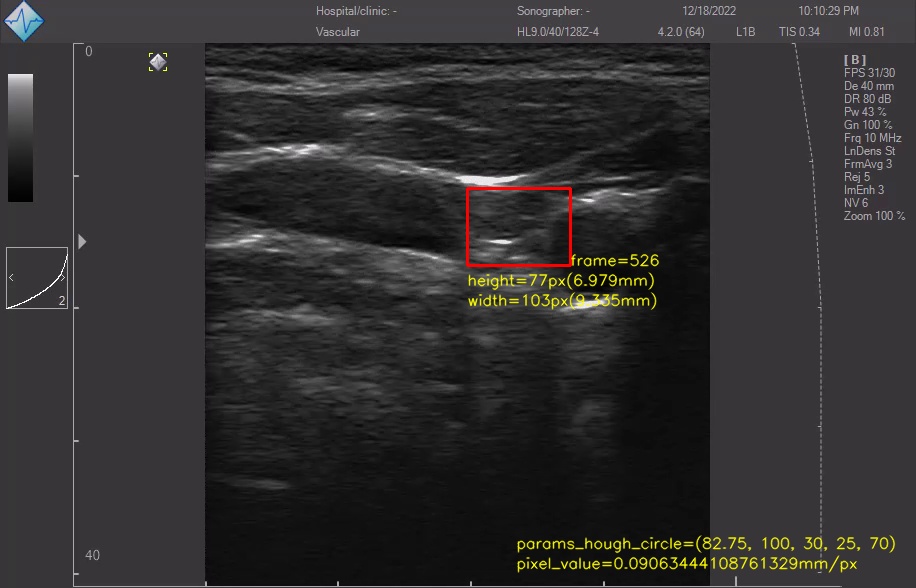 Hospital/clinic: - Sonographer: - 12/18/2022 10:10:29 PM
Vascular HL9.0/40/128Z-4 4.2.0 (64) L1B TIS 0.34 MI 0.81
0
[ B ]
FPS 31/30
De 40 mm
DR 80 dB
Pw 43 %
Gn 100 %
Frq 10 MHz
LnDens St
FrmAvg 3
Rej 5
ImEnh 3
NV 6
Zoom 100 %
2
frame=526
height=77px(6.979mm)
width=103px(9.335mm)
40
params_hough_circle=(82.75, 100, 30, 25, 70)
pixel_value=0.09063444108761329mm/px